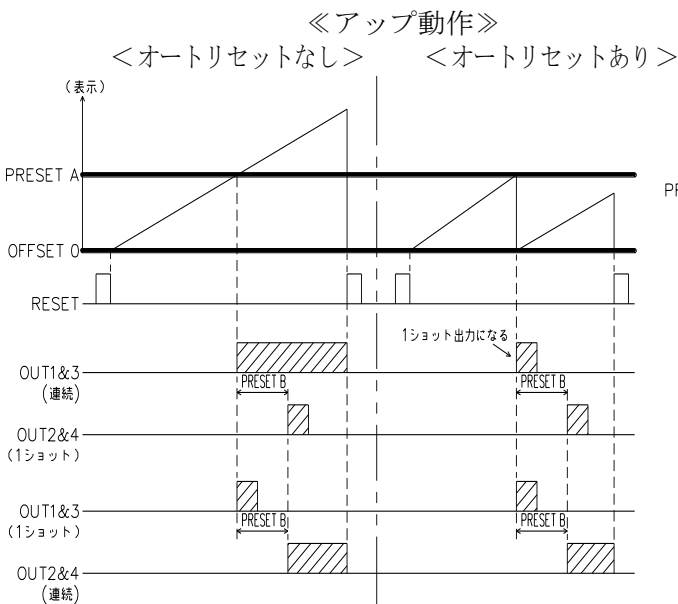 ≪アップ動作≫
＜オートリセットなし＞ ＜オートリセットあり＞
(表示)
PRESET A
PR
OFFSET 0
RESET
1ショット出力になる
OUT1&3
(連続)
PRESET B PRESET B
OUT2&4
(1ショット)
OUT1&3
(1ショット)
PRESET B PRESET B
OUT2&4
(連続)